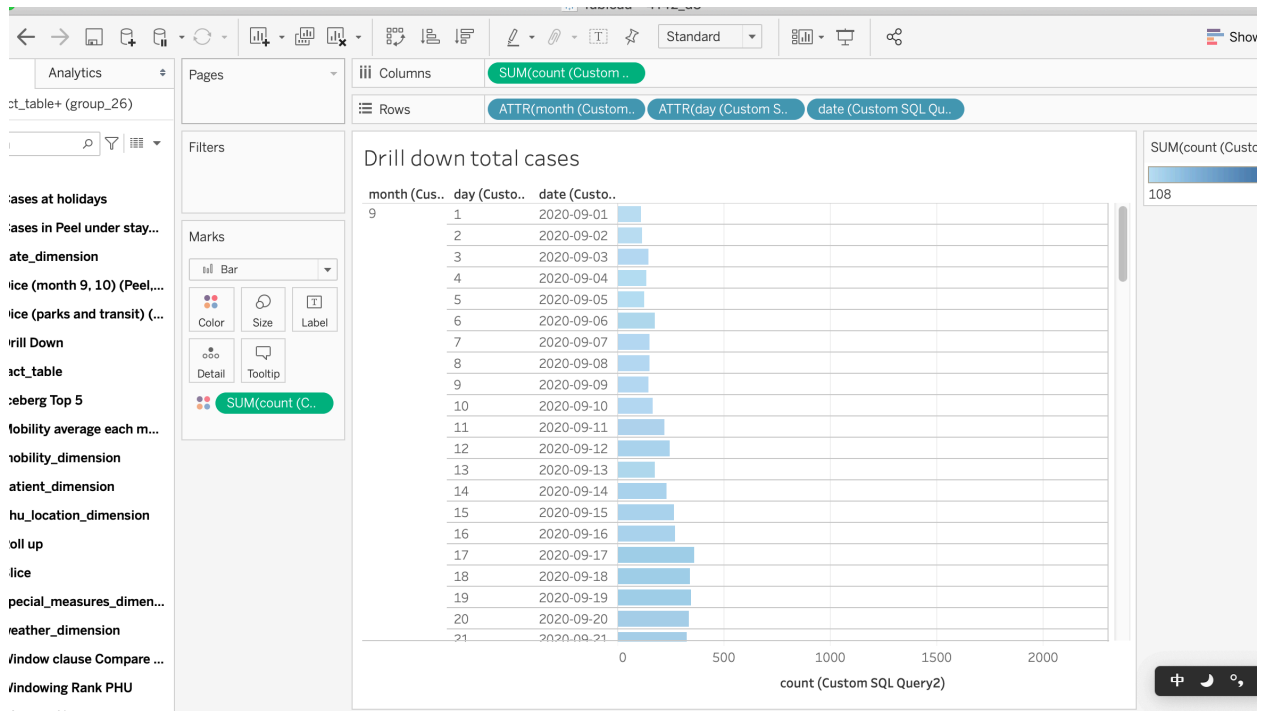 Standard
Show
Analytics
Pages
Columns
SUM(count (Custom ..
ct_table+ (group_26)
Rows
ATTR(month (Custom.. ATTR(day (Custom S.. date (Custom SQL Qu..
Filters
Drill down total cases
SUM(count (Custo
108
month (Cus.. day (Custo.. date (Custo..
9 1 2020-09-01
2 2020-09-02
3 2020-09-03
4 2020-09-04
5 2020-09-05
6 2020-09-06
7 2020-09-07
8 2020-09-08
9 2020-09-09
10 2020-09-10
11 2020-09-11
12 2020-09-12
13 2020-09-13
14 2020-09-14
15 2020-09-15
16 2020-09-16
17 2020-09-17
18 2020-09-18
19 2020-09-19
20 2020-09-20
21 2020-09-21
0 500 1000 1500 2000
count (Custom SQL Query2)
Marks
Bar
Color Size Label
T
Detail Tooltip
SUM(count (C..
ases at holidays
ases in Peel under stay...
ate_dimension
ice (month 9, 10) (Peel,...
ice (parks and transit) (...
rill Down
act_table
ceberg Top 5
obility average each m...
obility_dimension
atient_dimension
hu_location_dimension
oll up
lice
pecial_measures_dimen...
eather_dimension
indow clause Compare ...
indowing Rank PHU
中